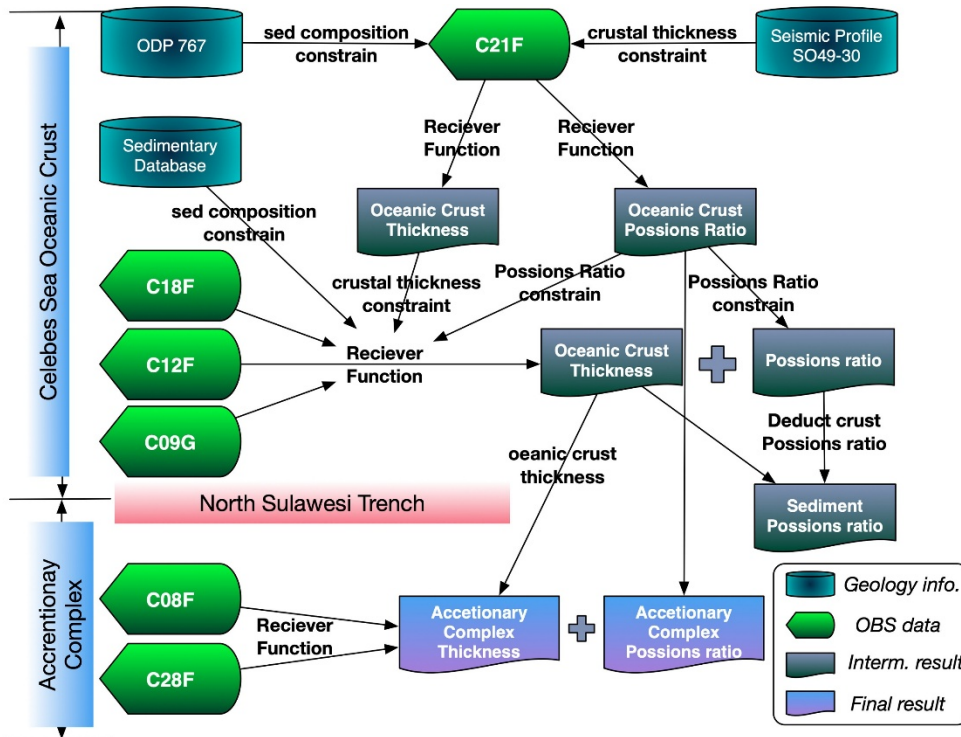 ODP 767
sed composition
constrain
C21F
crustal thickness
constraint
Seismic Profile
SO49-30
Celebes Sea Oceanic Crust
Reciever
Function
Reciever
Function
Sedimentary
Database
sed composition
constrain
Oceanic Crust
Thickness
Oceanic Crust
Possions Ratio
C18F
crustal thickness
constraint
Possions Ratio
constrain
Possions Ratio
constrain
C12F
Reciever
Function
Oceanic Crust
Thickness
Possions ratio
C09G
oeanic crust
thickness
Deduct crust
Possions ratio
North Sulawesi Trench
Sediment
Possions ratio
Accrentionay
Complex
C08F
Reciever
Function
C28F
Accetionary
Complex
Thickness
Accetionary
Complex
Possions ratio
Geology info.
OBS data
Interm. result
Final result